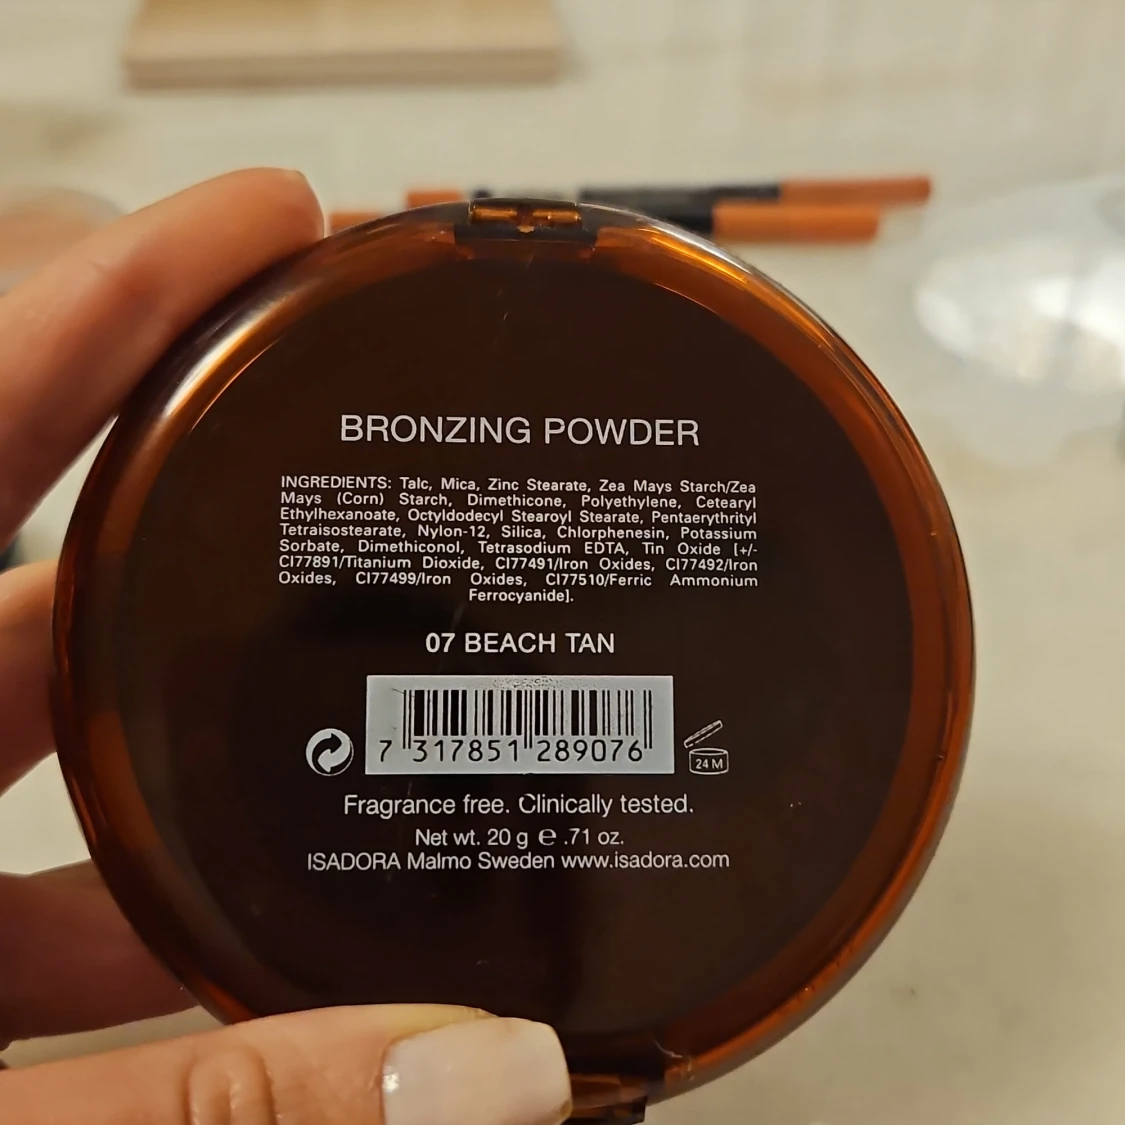 BRONZING POWDER
INGREDIENTS: Talc, Mica, Zinc Stearate, Zea Mays Starch/Zea
Mays (Corn) Starch, Dimethicone, Polyethylene, Cetearyl
Ethylhexanoate, Octyldodecyl Stearoyl Stearate, Pentaerythrityl
Tetraisostearate, Nylon-12, Silica, Chlorphenesin, Potassium
Sorbate, Dimethiconol, Tetrasodium EDTA, Tin Oxide [+/-
CI77891/Titanium Dioxide, CI77491/Iron Oxides, CI77492/Iron
Oxides, CI77499/Iron Oxides, CI77510/Ferric Ammonium
Ferrocyanide].
07 BEACH TAN
7 317851 289076
24 M
Fragrance free. Clinically tested.
Net wt. 20 g ℮ .71 oz.
ISADORA Malmo Sweden www.isadora.com